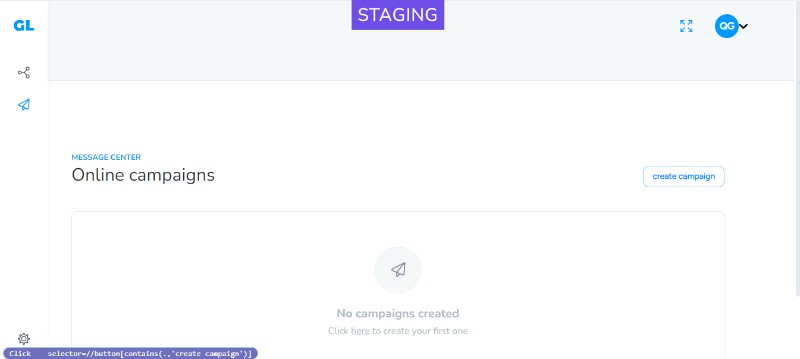 STAGING
GL
QG
MESSAGE CENTER
Online campaigns
create campaign
No campaigns created
Click here to create your first one
Click selector=//button[contains(.,'create campaign')]